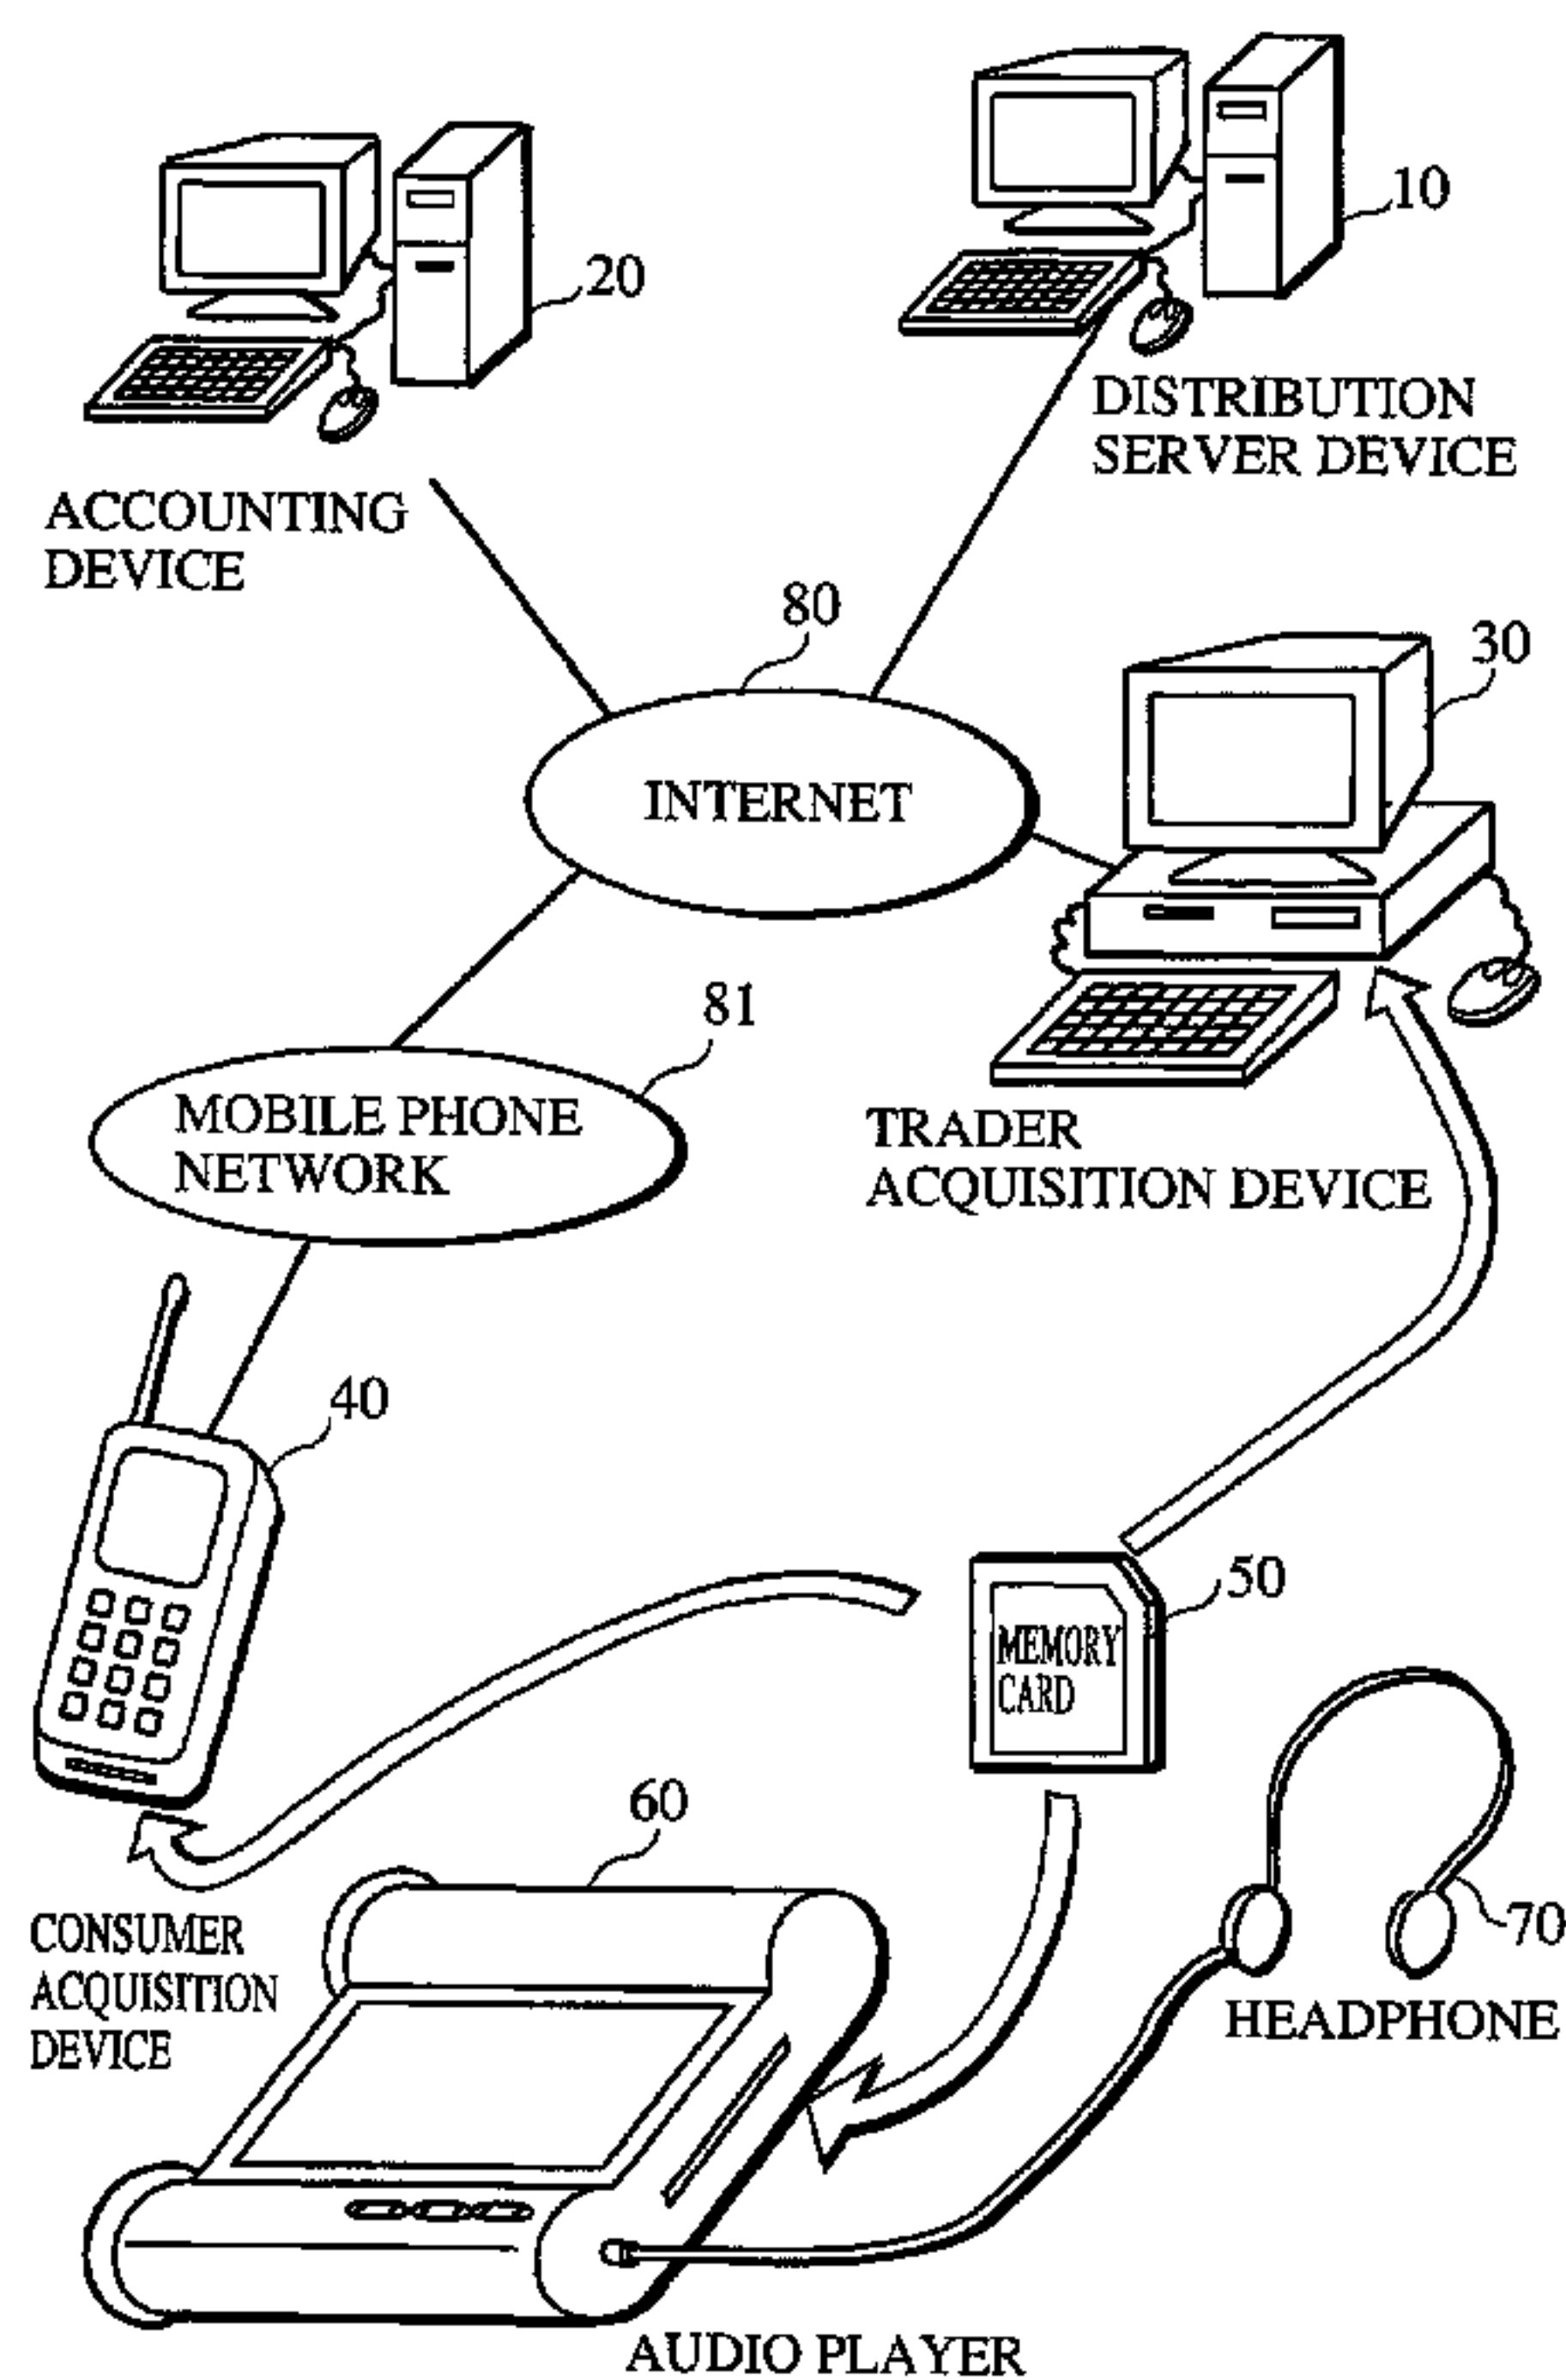 10
20
DISTRIBUTION
SERVER DEVICE
ACCOUNTING
DEVICE
80
30
INTERNET
81
MOBILE PHONE
NETWORK
TRADER
ACQUISITION DEVICE
40
50
MEMORY
CARD
60
70
CONSUMER
ACQUISITION
DEVICE
HEADPHONE
AUDIO PLAYER